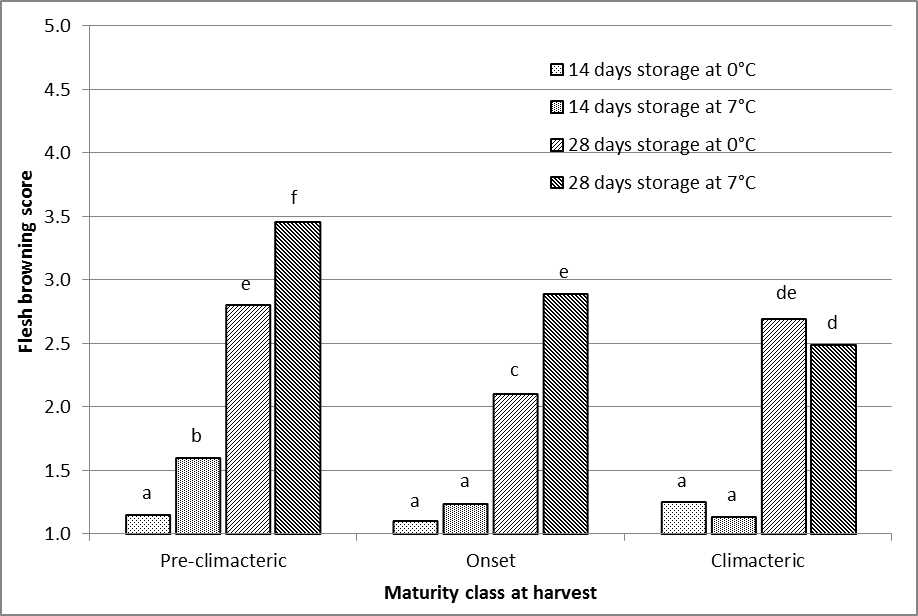 5.0
4.5
4.0
3.5
3.0
2.5
2.0
1.5
1.0
Flesh browning score
14 days storage at 0°C
14 days storage at 7°C
28 days storage at 0°C
28 days storage at 7°C
a
b
e
f
a
a
c
e
a
a
de
d
Pre-climacteric
Onset
Climacteric
Maturity class at harvest